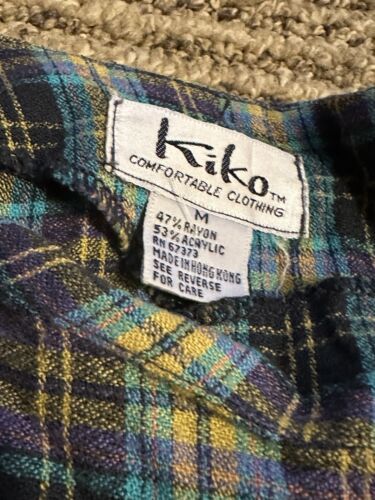 Kiko™
COMFORTABLE CLOTHING
M
47% RAYON
53% ACRYLIC
RN 67373
MADE IN HONG KONG
SEE REVERSE
FOR CARE